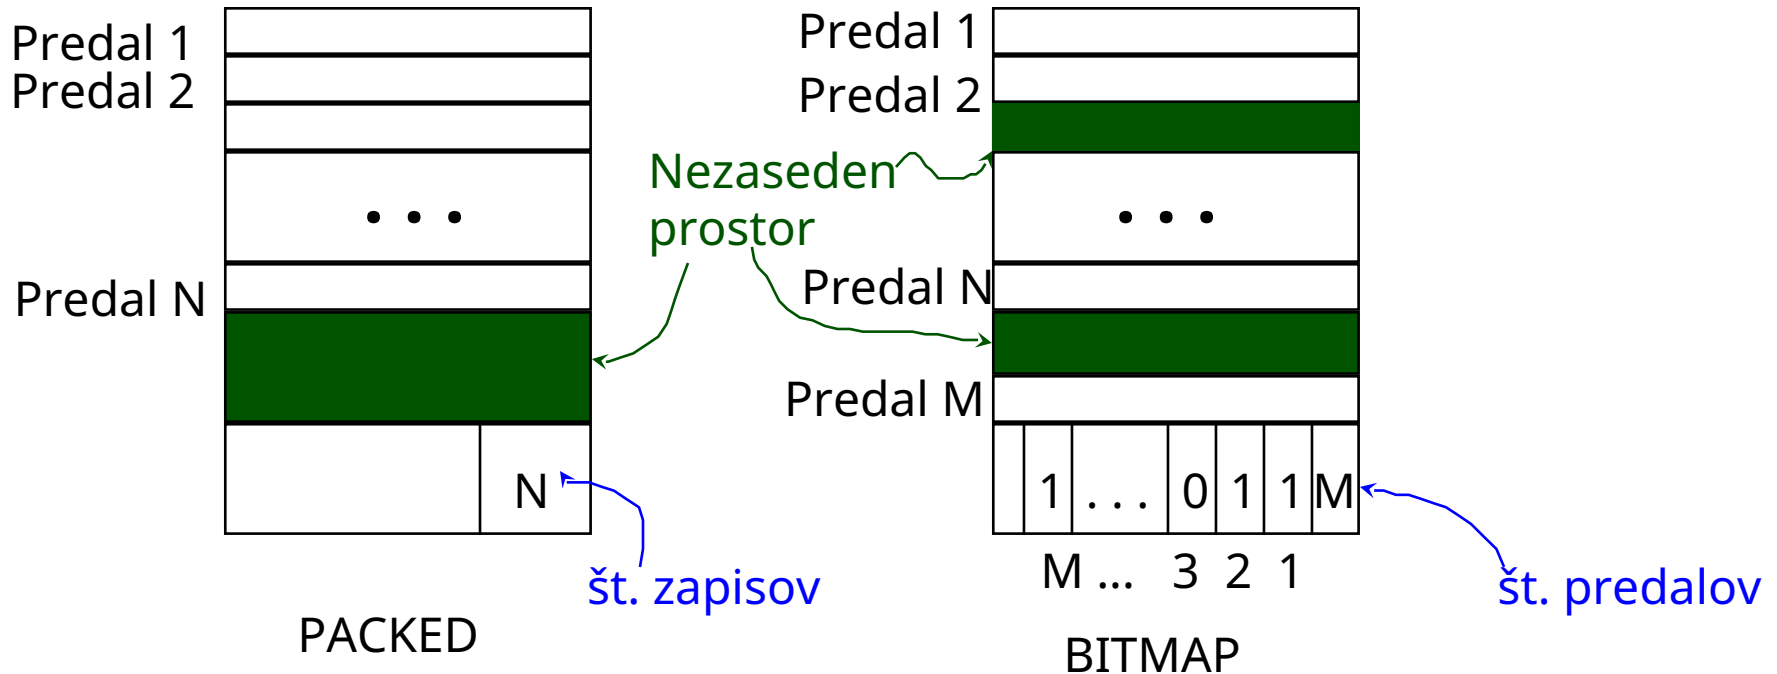 Predal 1
Predal 2
. . .
Predal N
N
št. zapisov
PACKED
Nezaseden
prostor
Predal 1
Predal 2
. . .
Predal N
Predal M
1 . . . 0 1 1 M
M ... 3 2 1
št. predalov
BITMAP